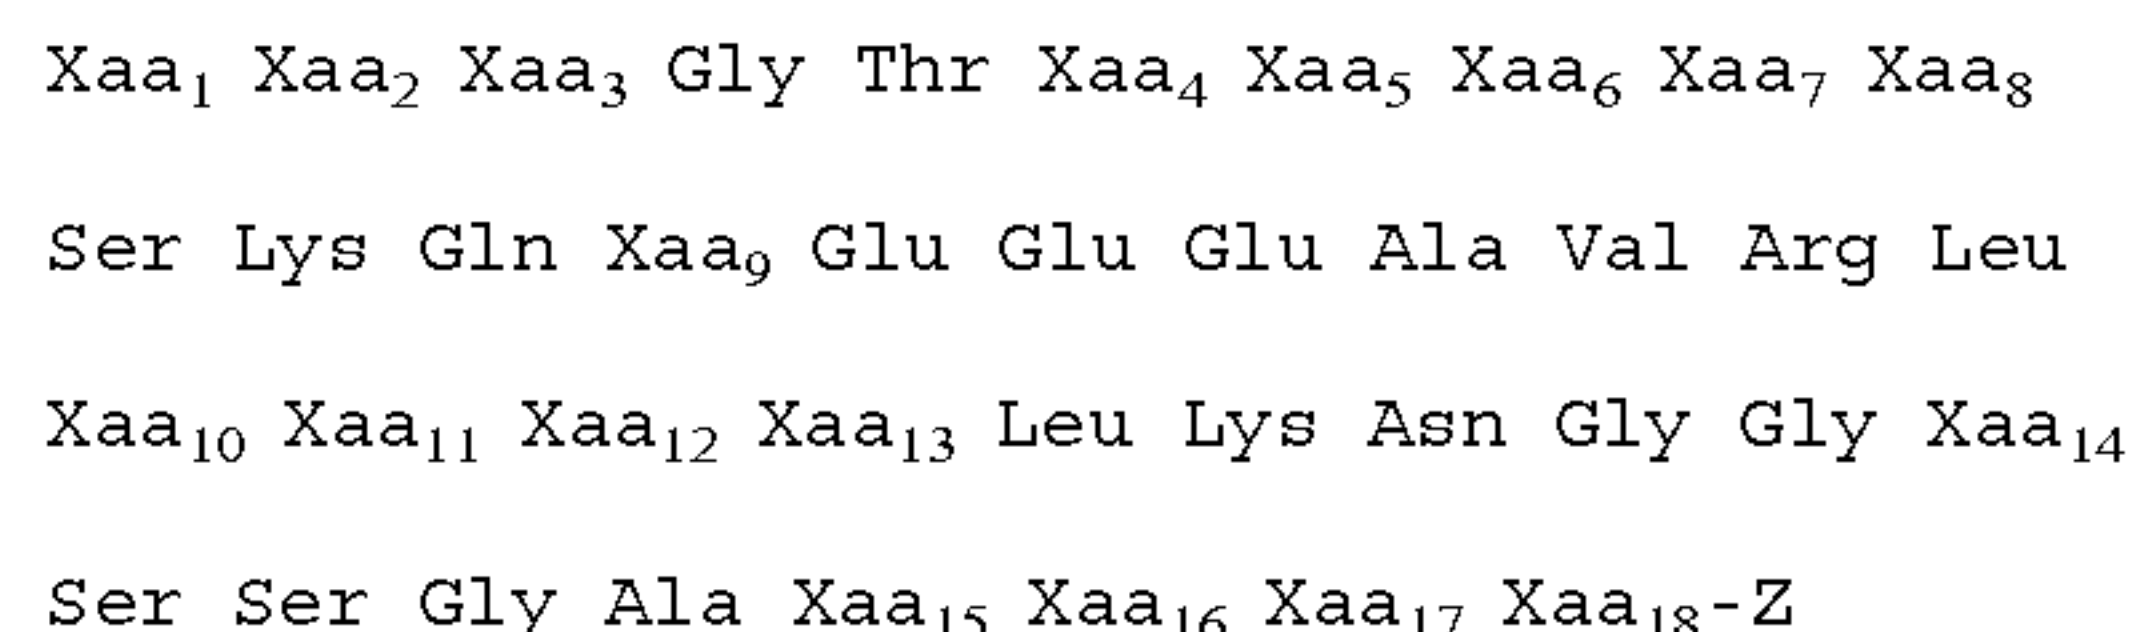 Xaa₁ Xaa₂ Xaa₃ Gly Thr Xaa₄ Xaa₅ Xaa₆ Xaa₇ Xaa₈
Ser Lys Gln Xaa₉ Glu Glu Glu Ala Val Arg Leu
Xaa₁₀ Xaa₁₁ Xaa₁₂ Xaa₁₃ Leu Lys Asn Gly Gly Xaa₁₄
Ser Ser Gly Ala Xaa₁₅ Xaa₁₆ Xaa₁₇ Xaa₁₈-Z